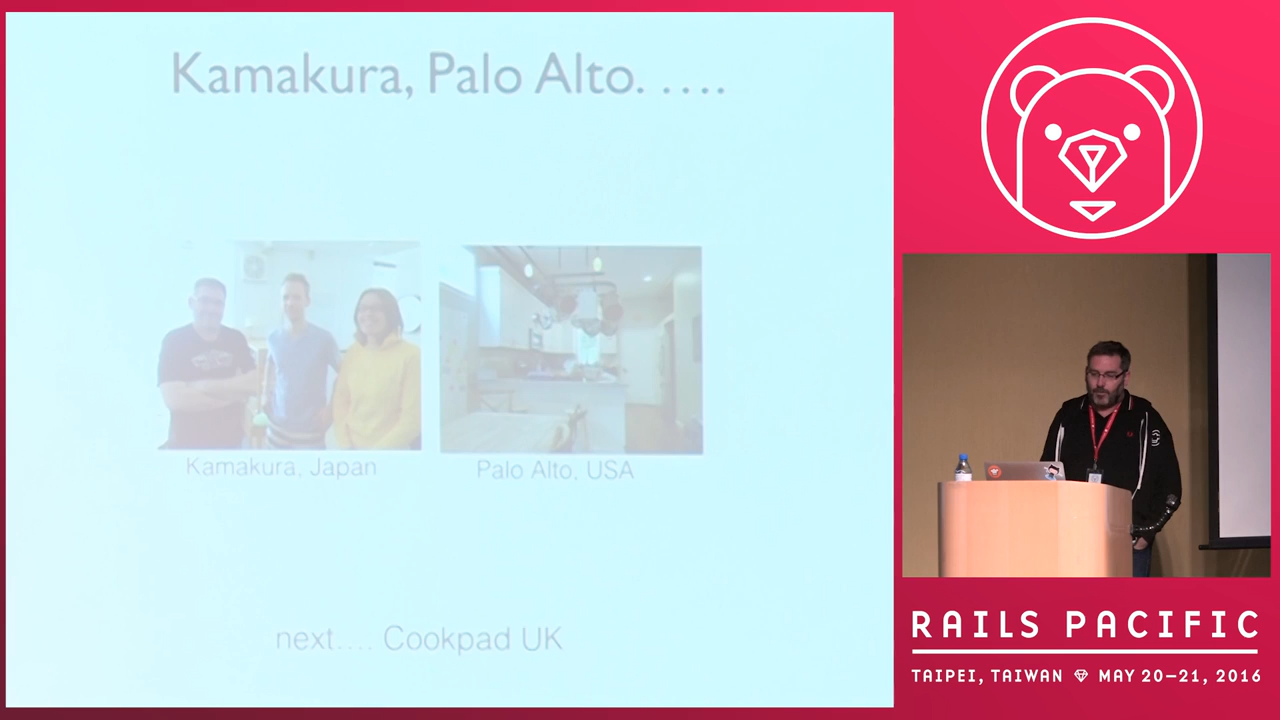 Kamakura, Palo Alto. ....
Kamakura, Japan
Palo Alto, USA
next.... Cookpad UK
RAILS PACIFIC
TAIPEI, TAIWAN MAY 20–21, 2016